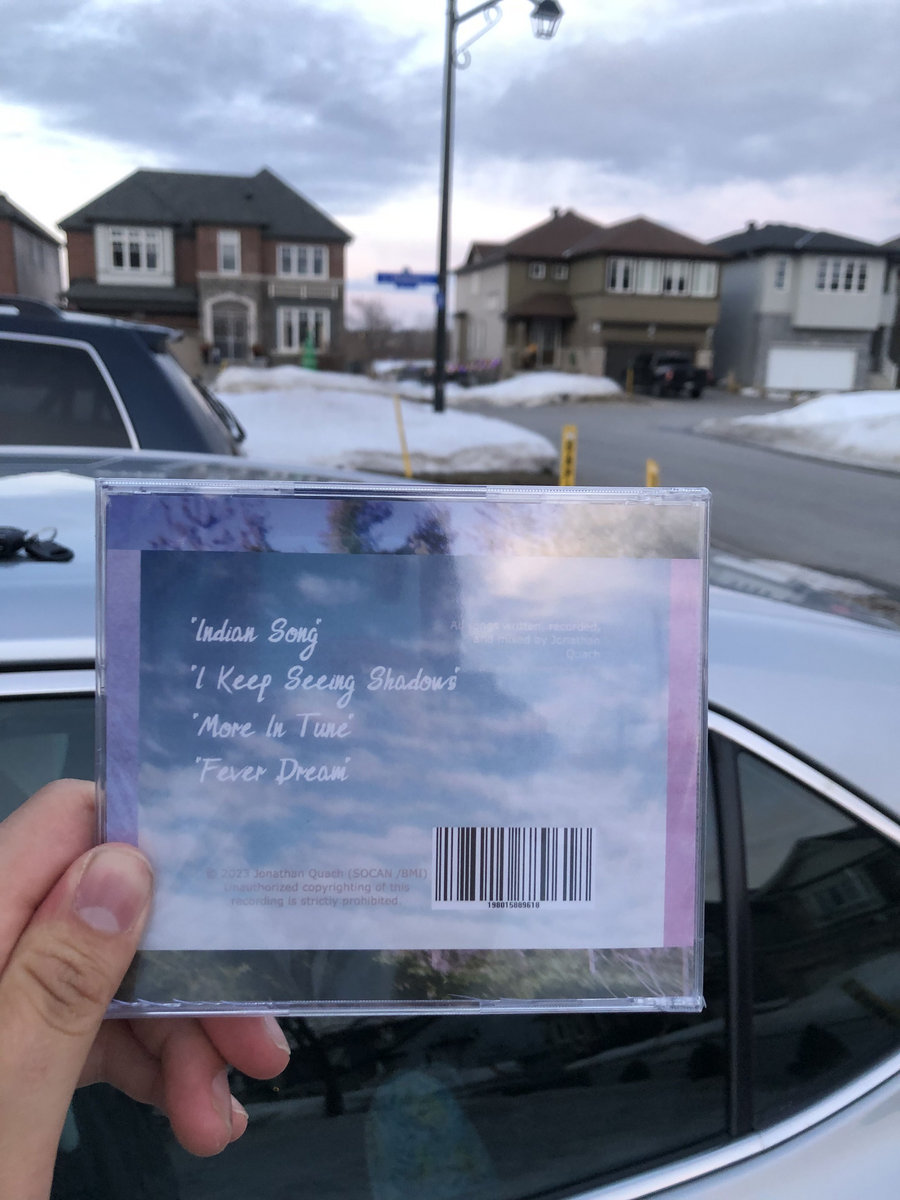 "Indian Song"
"I Keep Seeing Shadows"
"More In Tune"
"Fever Dream"
All songs written, recorded,
and mixed by Jonathan
Quach
© 2023 Jonathan Quach (SOCAN /BMI)
Unauthorized copyrighting of this
recording is strictly prohibited.
198015889618